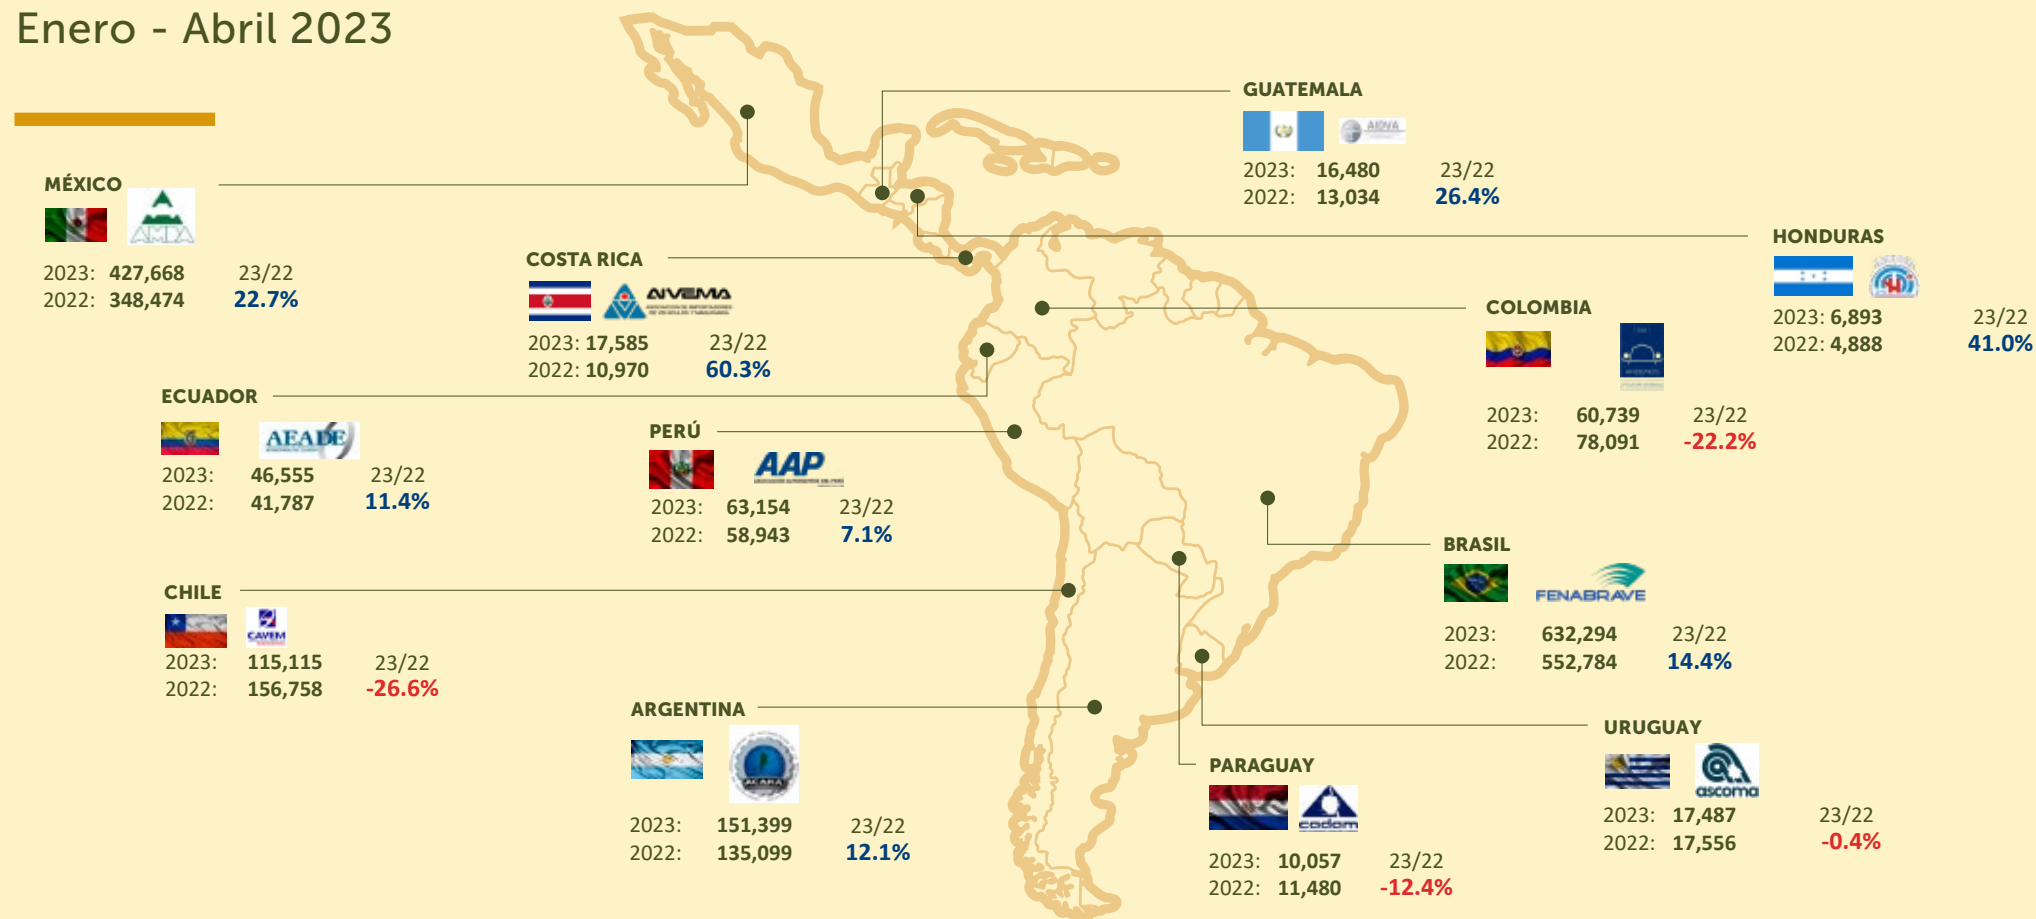 Enero - Abril 2023
GUATEMALA
AIDVA
2023: 16,480 23/22
2022: 13,034 26.4%
MÉXICO
AMDA
2023: 427,668 23/22
2022: 348,474 22.7%
HONDURAS
2023: 6,893 23/22
2022: 4,888 41.0%
COSTA RICA
AIVEMA
2023: 17,585 23/22
2022: 10,970 60.3%
COLOMBIA
2023: 60,739 23/22
2022: 78,091 -22.2%
ECUADOR
AEADE
2023: 46,555 23/22
2022: 41,787 11.4%
PERÚ
AAP
2023: 63,154 23/22
2022: 58,943 7.1%
BRASIL
FENABRAVE
2023: 632,294 23/22
2022: 552,784 14.4%
CHILE
CAVEM
2023: 115,115 23/22
2022: 156,758 -26.6%
ARGENTINA
ACARA
2023: 151,399 23/22
2022: 135,099 12.1%
URUGUAY
ascoma
2023: 17,487 23/22
2022: 17,556 -0.4%
PARAGUAY
cadam
2023: 10,057 23/22
2022: 11,480 -12.4%